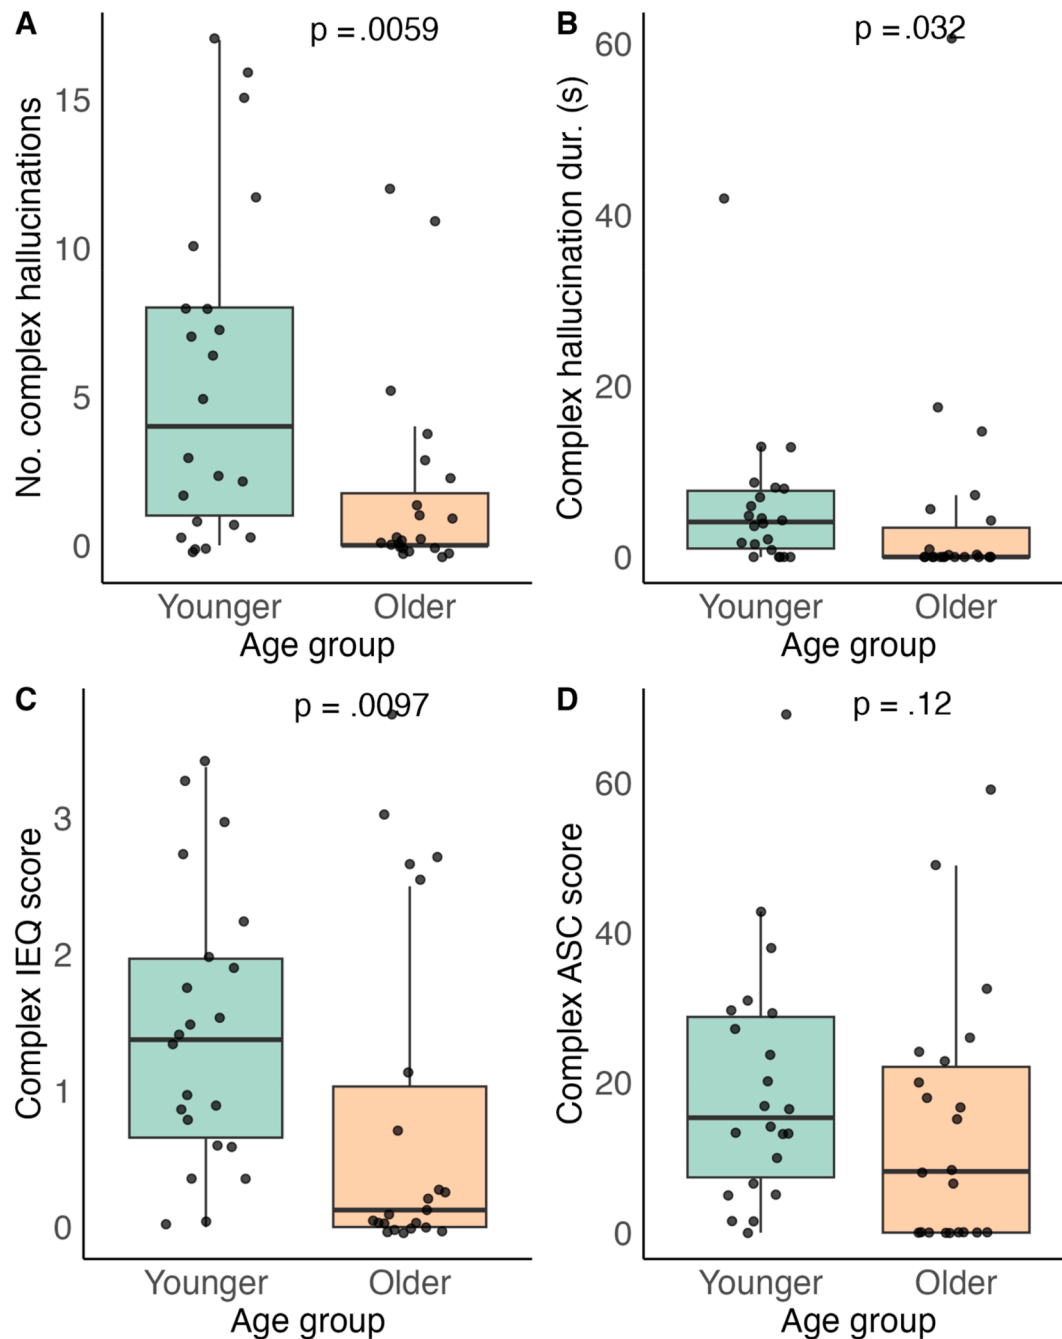 A
p =.0059
No. complex hallucinations
15
10
5
0
Younger
Older
Age group
B
p =.032
Complex hallucination dur. (s)
60
40
20
0
Younger
Older
Age group
C
p = .0097
Complex IEQ score
3
2
1
0
Younger
Older
Age group
D
p = .12
Complex ASC score
60
40
20
0
Younger
Older
Age group